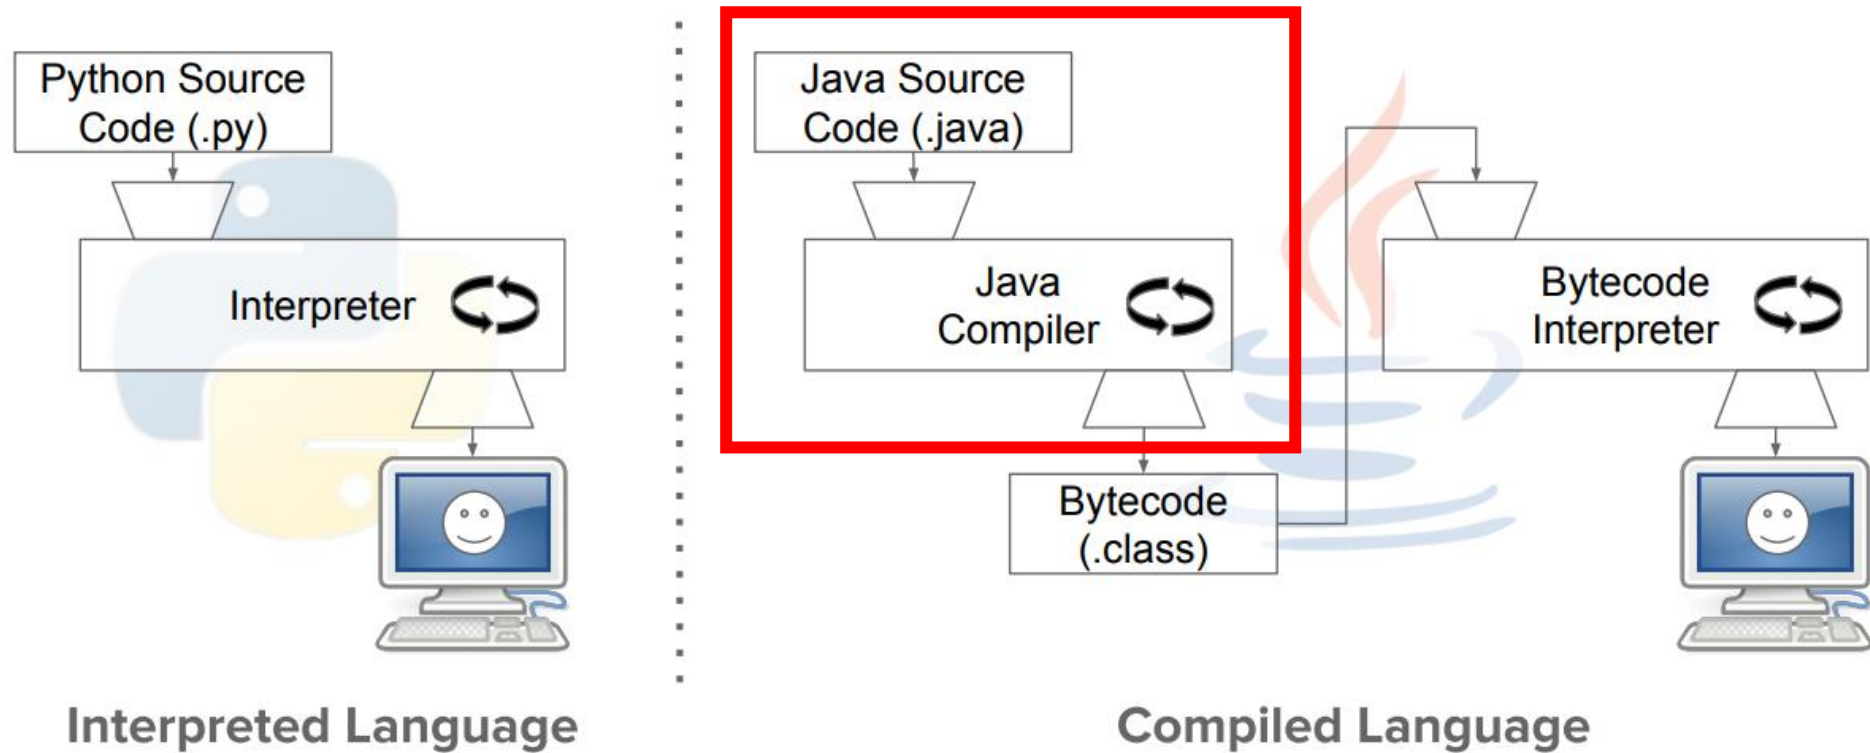 Python Source
Code (.py)
Interpreter
Interpreted Language
Java Source
Code (.java)
Java
Compiler
Bytecode
(.class)
Bytecode
Interpreter
Compiled Language